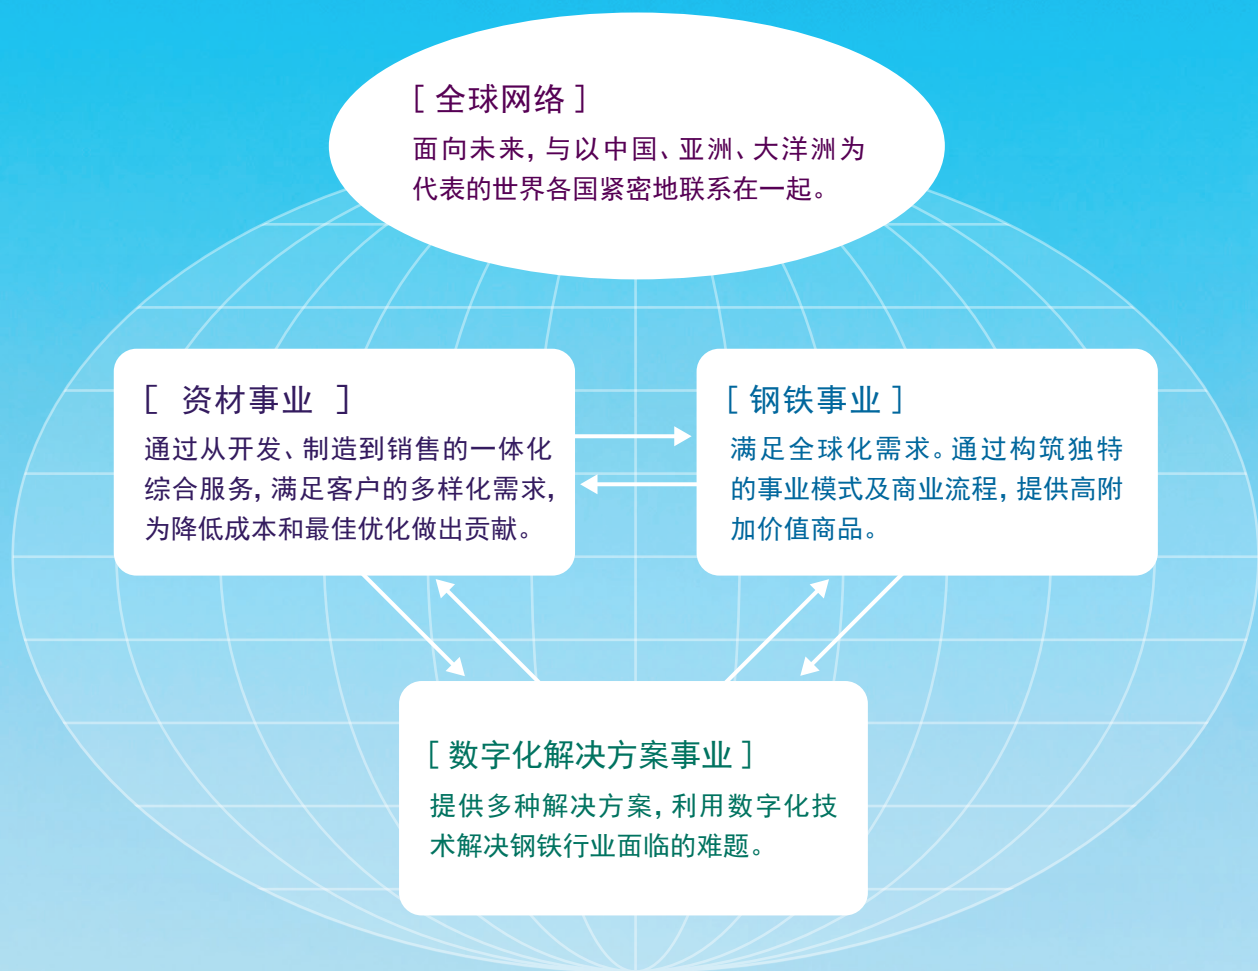 [ 全球网络 ]
面向未来，与以中国、亚洲、大洋洲为
代表的世界各国紧密地联系在一起。
[ 资材事业 ]
通过从开发、制造到销售的一体化
综合服务，满足客户的多样化需求，
为降低成本和最佳优化做出贡献。
[ 钢铁事业 ]
满足全球化需求。通过构筑独特
的事业模式及商业流程，提供高附
加价值商品。
[ 数字化解决方案事业 ]
提供多种解决方案，利用数字化技
术解决钢铁行业面临的难题。